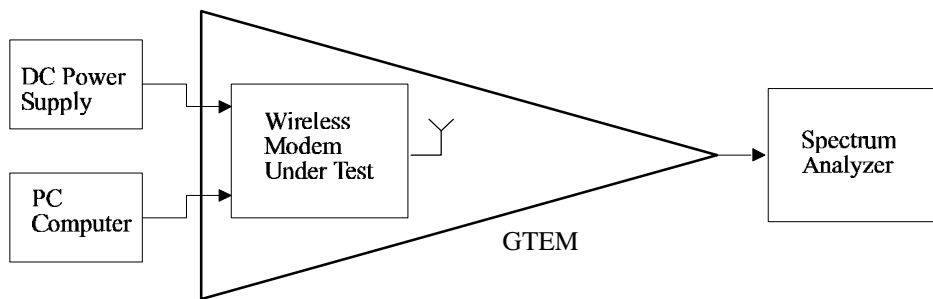 DC Power
Supply
PC
Computer
Wireless
Modem
Under Test
GTEM
Spectrum
Analyzer